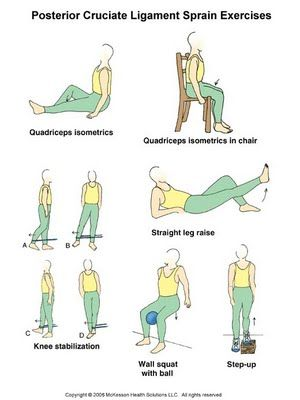 Posterior Cruciate Ligament Sprain Exercises
Quadriceps isometrics
Quadriceps isometrics in chair
A
B
Straight leg raise
C
D
Knee stabilization
Wall squat
with ball
Step-up
Copyright © 2005 McKesson Health Solutions LLC. All rights reserved